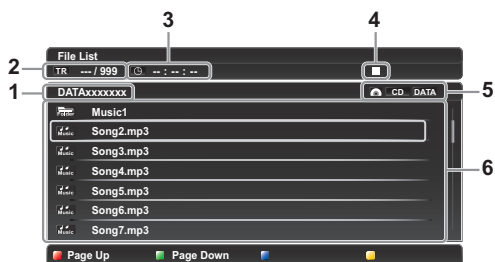 3 4
File List
2 TR --- / 999 -- : -- : --
1 DATAxxxxxxx CD DATA 5
Folder Music1
Music Song2.mp3
Music Song3.mp3
Music Song4.mp3 6
Music Song5.mp3
Music Song6.mp3
Music Song7.mp3
Page Up Page Down